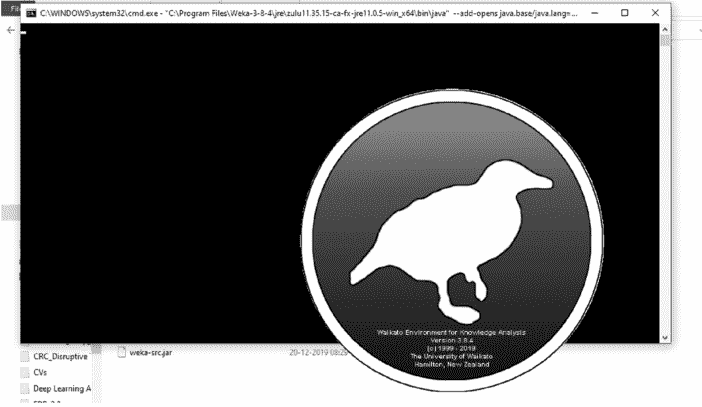 Fil
C:\WINDOWS\system32\cmd.exe - "C:\Program Files\Weka-3-8-4\jre\zulu11.35.15-ca-fx-jre11.0.5-win_x64\bin\java" --add-opens java.base/java.lang=...
Waikato Environment for Knowledge Analysis
Version 3.8.4
(c) 1999 - 2019
The University of Waikato
Hamilton, New Zealand
CRC_Disruptive
weka-src.jar
20-12-2019
CVs
Deep Learning A